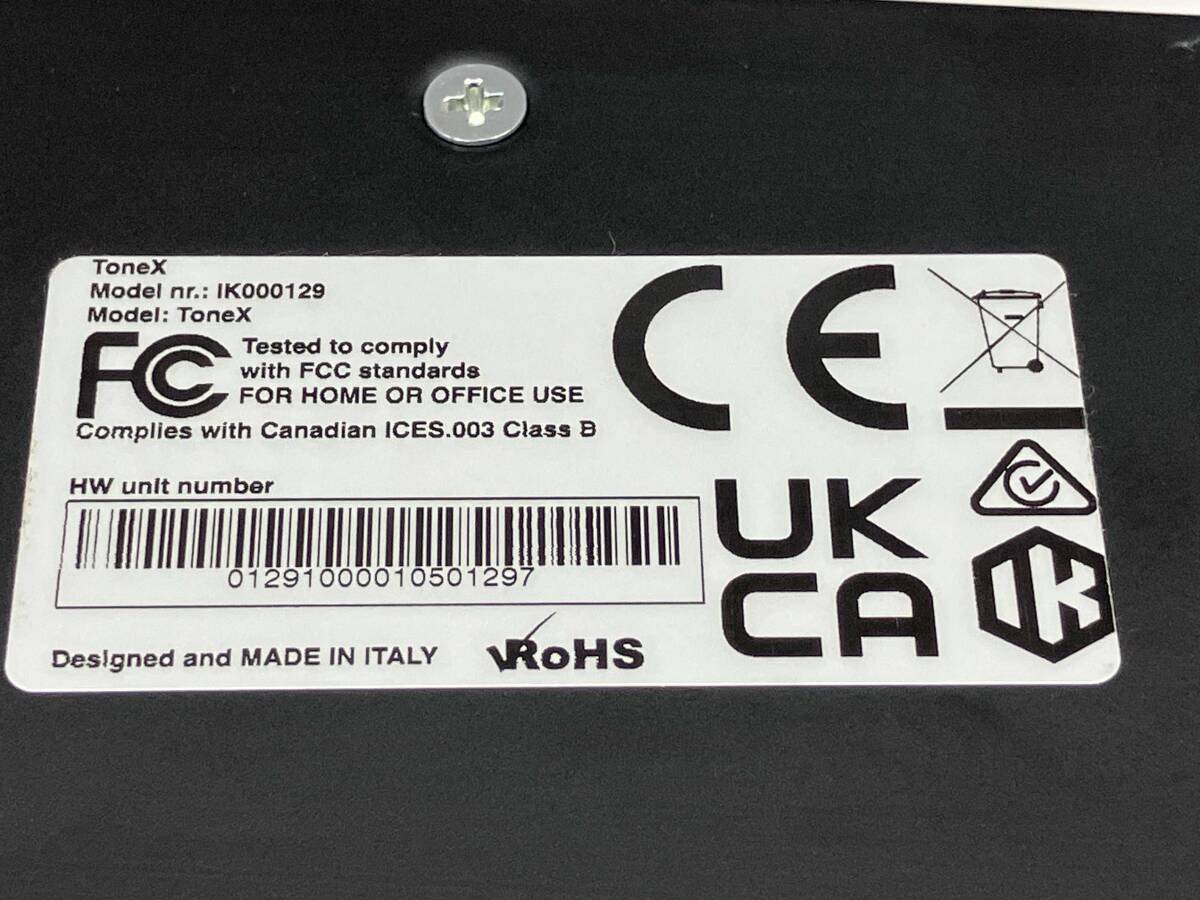 ToneX
Model nr.: IK000129
Model: ToneX
FC
Tested to comply
with FCC standards
FOR HOME OR OFFICE USE
Complies with Canadian ICES.003 Class B
CE
HW unit number
01291000010501297
Designed and MADE IN ITALY
RoHS
UK
CA
IK